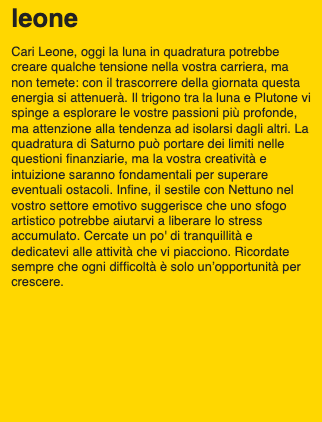 leone
Cari Leone, oggi la luna in quadratura potrebbe
creare qualche tensione nella vostra carriera, ma
non temete: con il trascorrere della giornata questa
energia si attenuerà. Il trigono tra la luna e Plutone vi
spinge a esplorare le vostre passioni più profonde,
ma attenzione alla tendenza ad isolarsi dagli altri. La
quadratura di Saturno può portare dei limiti nelle
questioni finanziarie, ma la vostra creatività e
intuizione saranno fondamentali per superare
eventuali ostacoli. Infine, il sestile con Nettuno nel
vostro settore emotivo suggerisce che uno sfogo
artistico potrebbe aiutarvi a liberare lo stress
accumulato. Cercate un po' di tranquillità e
dedicatevi alle attività che vi piacciono. Ricordate
sempre che ogni difficoltà è solo un'opportunità per
crescere.